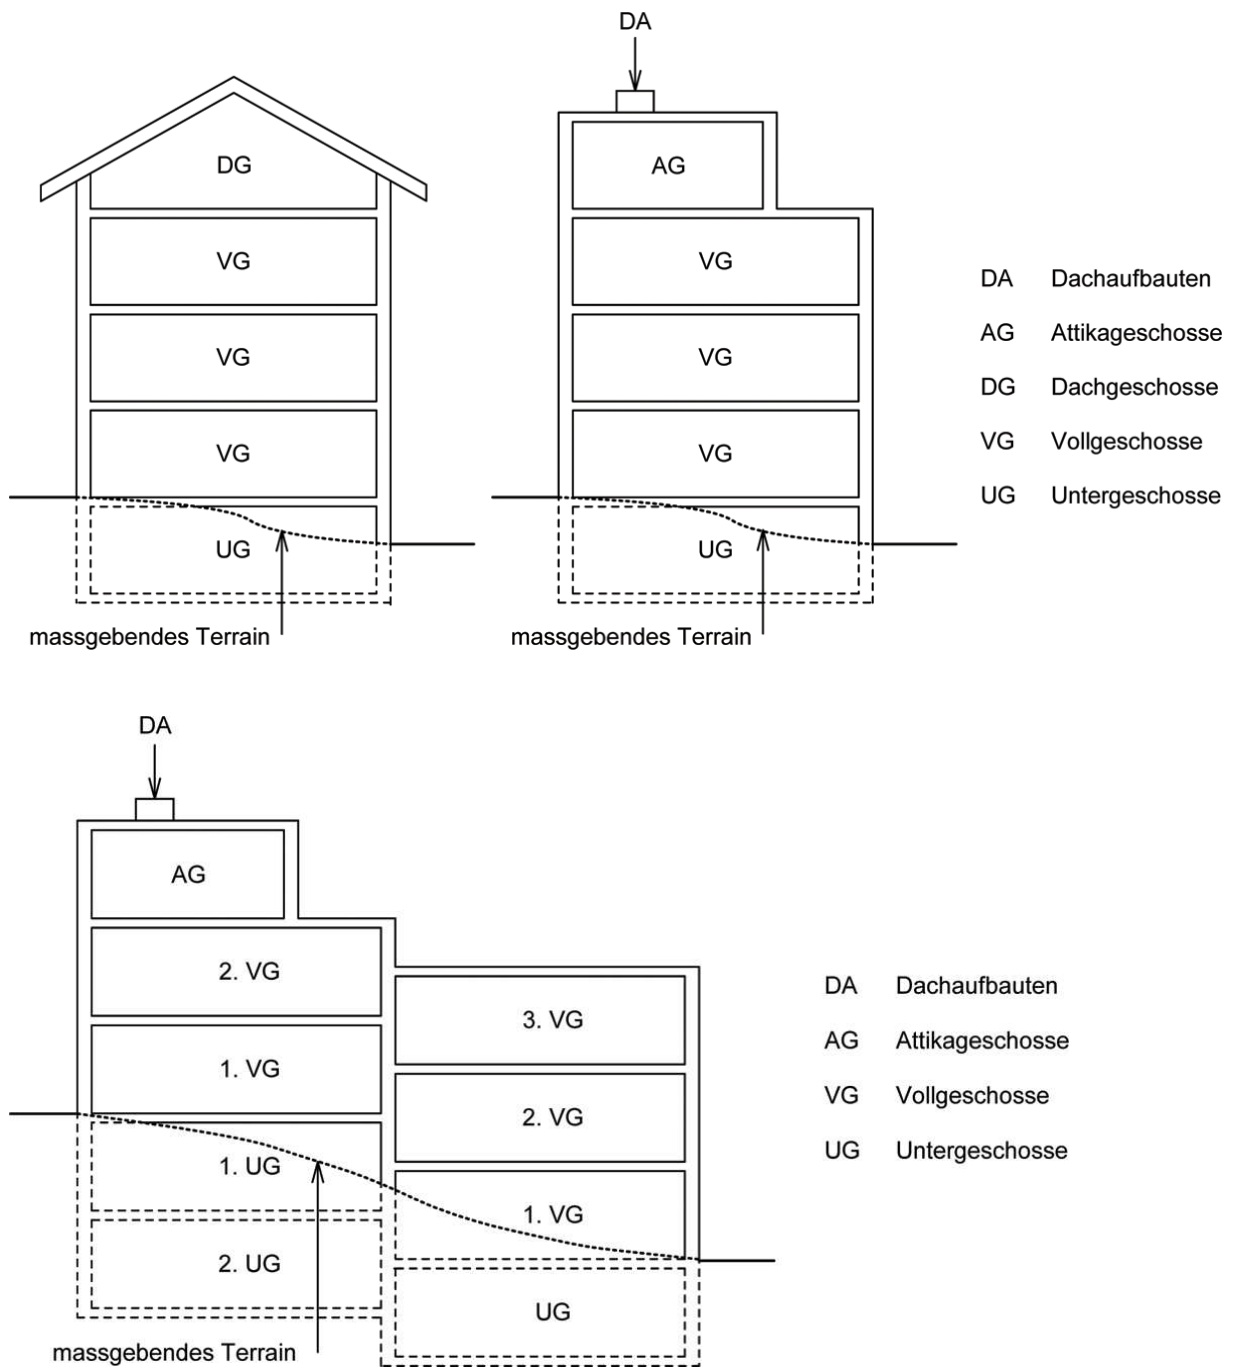 DA
DG
VG
VG
VG
UG
massgebendes Terrain
AG
VG
VG
VG
UG
massgebendes Terrain
DA Dachaufbauten
AG Attikageschosse
DG Dachgeschosse
VG Vollgeschosse
UG Untergeschosse
DA
AG
2. VG
1. VG
1. UG
2. UG
massgebendes Terrain
3. VG
2. VG
1. VG
UG
DA Dachaufbauten
AG Attikageschosse
VG Vollgeschosse
UG Untergeschosse